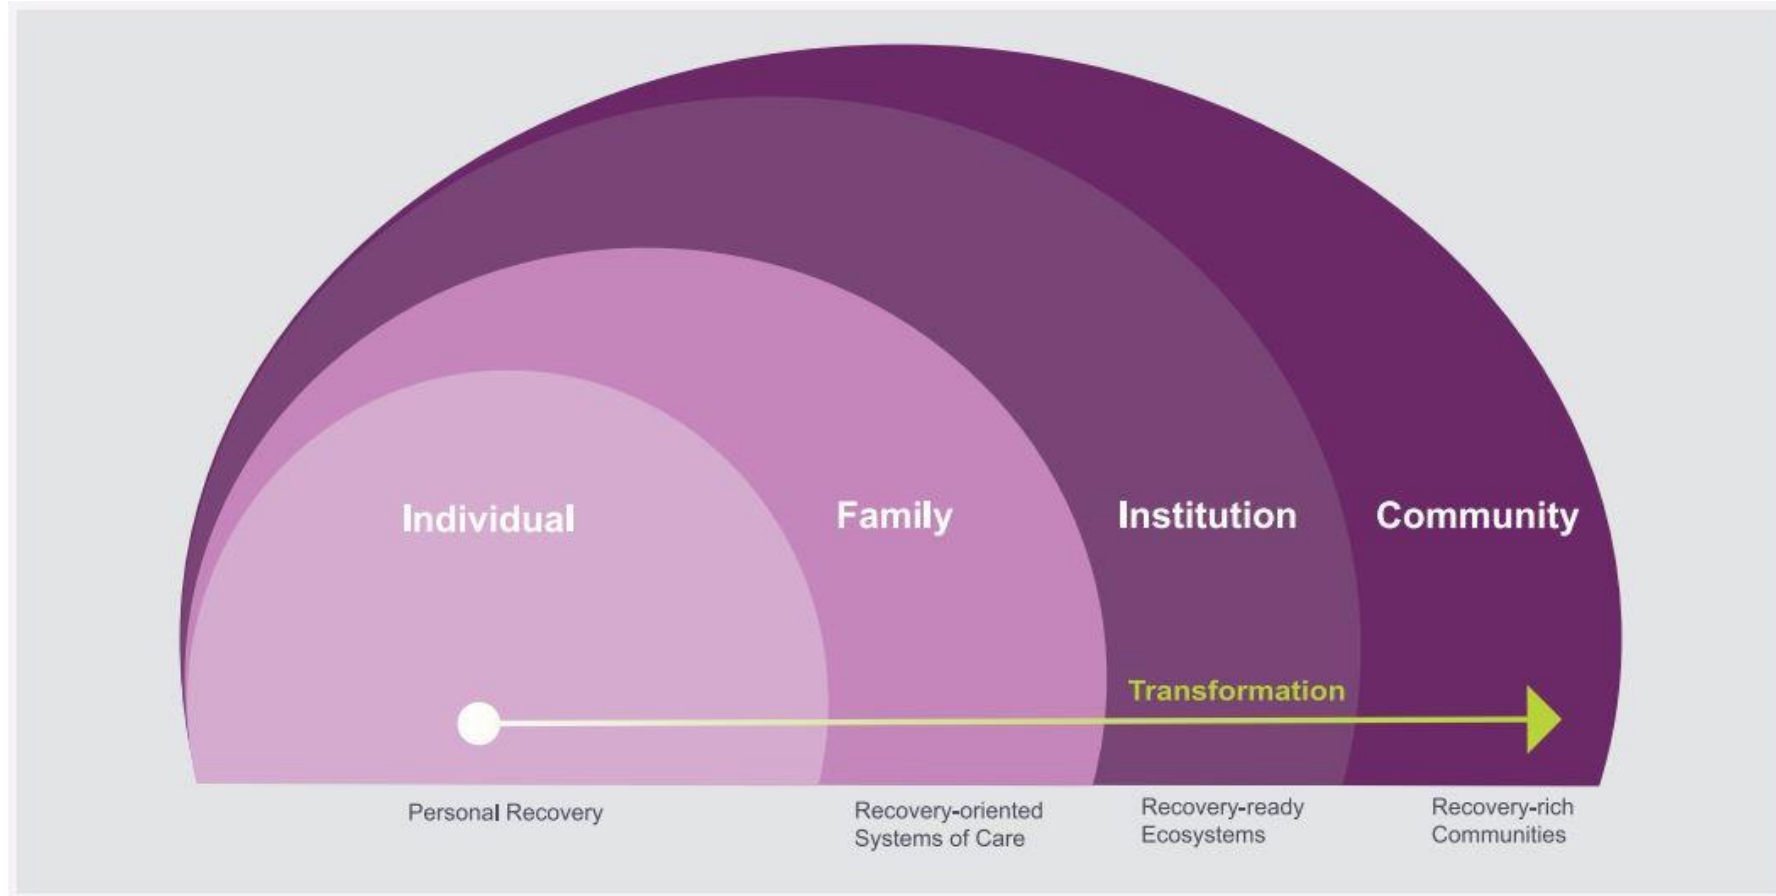 Individual
Family
Institution
Community
Transformation
Personal Recovery
Recovery-oriented
Systems of Care
Recovery-ready
Ecosystems
Recovery-rich
Communities